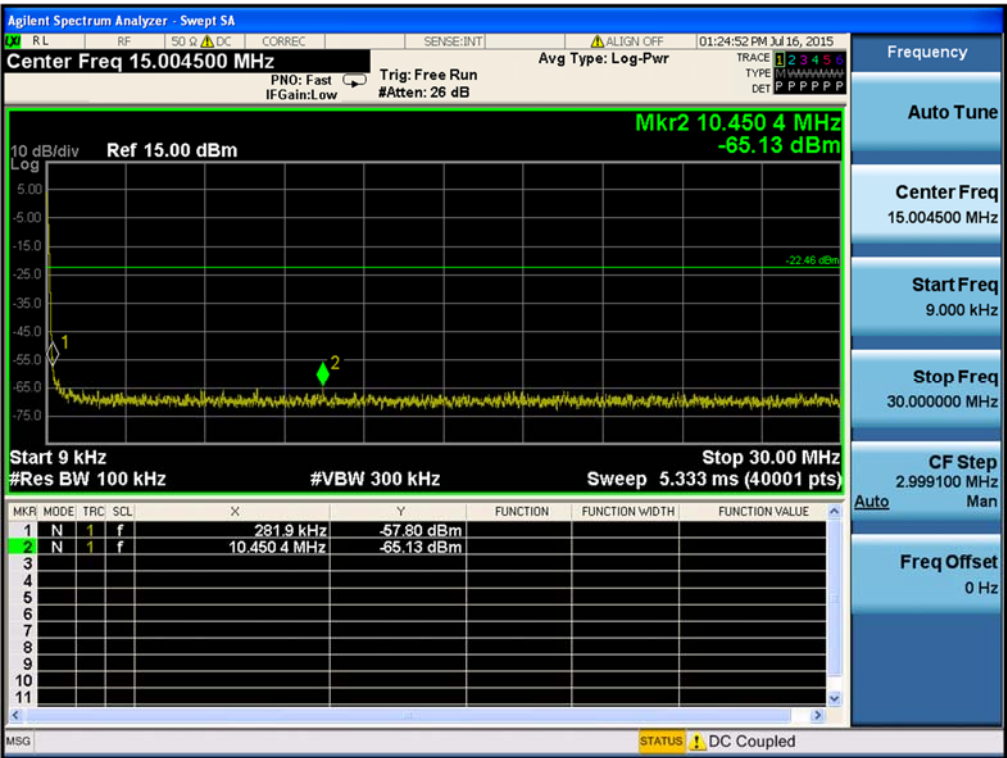 Agilent Spectrum Analyzer - Swept SA
LXI RL RF 50 Ω DC CORREC SENSE:INT ALIGN OFF 01:24:52 PM Jul 16, 2015
Center Freq 15.004500 MHz
PNO: Fast
IFGain:Low
Trig: Free Run
#Atten: 26 dB
Avg Type: Log-Pwr
TRACE 1 2 3 4 5 6
TYPE M W W W W W
DET P P P P P P
Mkr2 10.450 4 MHz
-65.13 dBm
10 dB/div Ref 15.00 dBm
Log
5.00
-5.00
-15.0
-22.46 dBm
-25.0
-35.0
-45.0
1
-55.0
2
-65.0
-75.0
Start 9 kHz Stop 30.00 MHz
#Res BW 100 kHz #VBW 300 kHz Sweep 5.333 ms (40001 pts)
MKR MODE TRC SCL X Y FUNCTION FUNCTION WIDTH FUNCTION VALUE
1 N 1 f 281.9 kHz -57.80 dBm
2 N 1 f 10.450 4 MHz -65.13 dBm
3
4
5
6
7
8
9
10
11
MSG STATUS DC Coupled
Frequency
Auto Tune
Center Freq
15.004500 MHz
Start Freq
9.000 kHz
Stop Freq
30.000000 MHz
CF Step
2.999100 MHz
Auto Man
Freq Offset
0 Hz